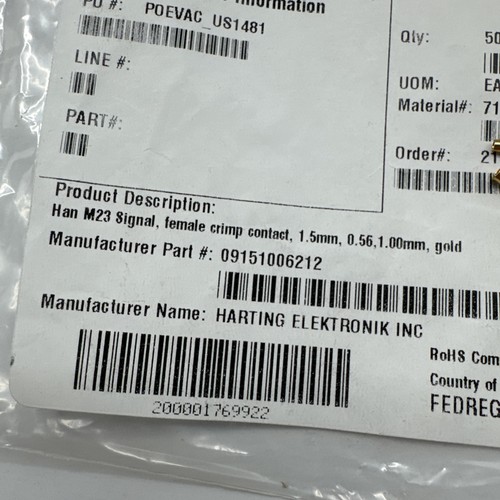 Information
PO #: POEVAC_US1481
LINE #:
PART#:
Qty: 50
UOM: EA
Material#: 71
Order#: 21
Product Description:
Han M23 Signal, female crimp contact, 1.5mm, 0.56,1.00mm, gold
Manufacturer Part #: 09151006212
Manufacturer Name: HARTING ELEKTRONIK INC
200001769922
RoHS Com
Country of
FEDREG